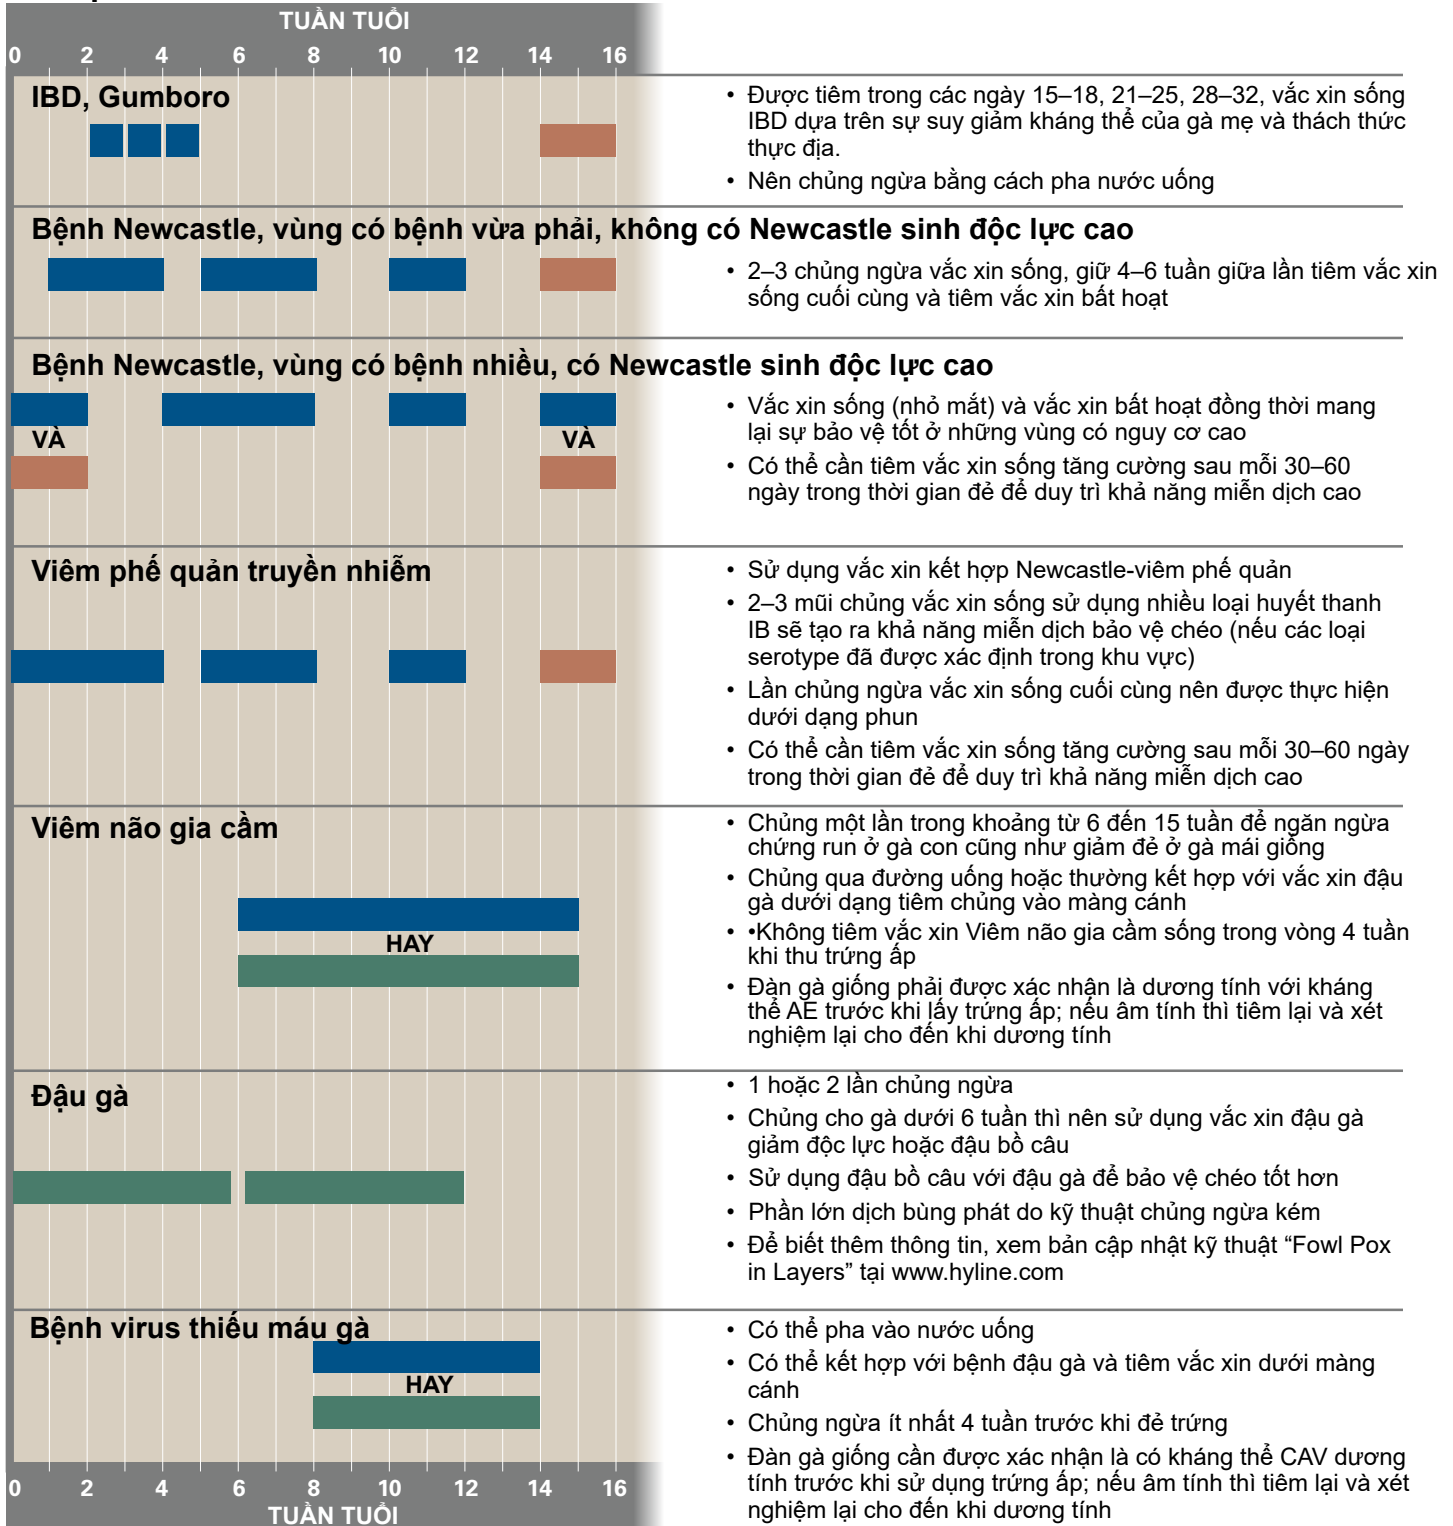 TUẦN TUỔI
0 2 4 6 8 10 12 14 16
IBD, Gumboro
• Được tiêm trong các ngày 15–18, 21–25, 28–32, vắc xin sống
IBD dựa trên sự suy giảm kháng thể của gà mẹ và thách thức
thực địa.
• Nên chủng ngừa bằng cách pha nước uống
Bệnh Newcastle, vùng có bệnh vừa phải, không có Newcastle sinh độc lực cao
• 2–3 chủng ngừa vắc xin sống, giữ 4–6 tuần giữa lần tiêm vắc xin
sống cuối cùng và tiêm vắc xin bất hoạt
Bệnh Newcastle, vùng có bệnh nhiều, có Newcastle sinh độc lực cao
VÀ
VÀ
• Vắc xin sống (nhỏ mắt) và vắc xin bất hoạt đồng thời mang
lại sự bảo vệ tốt ở những vùng có nguy cơ cao
• Có thể cần tiêm vắc xin sống tăng cường sau mỗi 30–60
ngày trong thời gian đẻ để duy trì khả năng miễn dịch cao
Viêm phế quản truyền nhiễm
• Sử dụng vắc xin kết hợp Newcastle-viêm phế quản
• 2–3 mũi chủng vắc xin sống sử dụng nhiều loại huyết thanh
IB sẽ tạo ra khả năng miễn dịch bảo vệ chéo (nếu các loại
serotype đã được xác định trong khu vực)
• Lần chủng ngừa vắc xin sống cuối cùng nên được thực hiện
dưới dạng phun
• Có thể cần tiêm vắc xin sống tăng cường sau mỗi 30–60 ngày
trong thời gian đẻ để duy trì khả năng miễn dịch cao
Viêm não gia cầm
HAY
• Chủng một lần trong khoảng từ 6 đến 15 tuần để ngăn ngừa
chứng run ở gà con cũng như giảm đẻ ở gà mái giống
• Chủng qua đường uống hoặc thường kết hợp với vắc xin đậu
gà dưới dạng tiêm chủng vào màng cánh
• •Không tiêm vắc xin Viêm não gia cầm sống trong vòng 4 tuần
khi thu trứng ấp
• Đàn gà giống phải được xác nhận là dương tính với kháng
thể AE trước khi lấy trứng ấp; nếu âm tính thì tiêm lại và xét
nghiệm lại cho đến khi dương tính
Đậu gà
• 1 hoặc 2 lần chủng ngừa
• Chủng cho gà dưới 6 tuần thì nên sử dụng vắc xin đậu gà
giảm độc lực hoặc đậu bồ câu
• Sử dụng đậu bồ câu với đậu gà để bảo vệ chéo tốt hơn
• Phần lớn dịch bùng phát do kỹ thuật chủng ngừa kém
• Để biết thêm thông tin, xem bản cập nhật kỹ thuật “Fowl Pox
in Layers” tại www.hyline.com
Bệnh virus thiếu máu gà
HAY
• Có thể pha vào nước uống
• Có thể kết hợp với bệnh đậu gà và tiêm vắc xin dưới màng
cánh
• Chủng ngừa ít nhất 4 tuần trước khi đẻ trứng
• Đàn gà giống cần được xác nhận là có kháng thể CAV dương
tính trước khi sử dụng trứng ấp; nếu âm tính thì tiêm lại và xét
nghiệm lại cho đến khi dương tính
0 2 4 6 8 10 12 14 16
TUẦN TUỔI